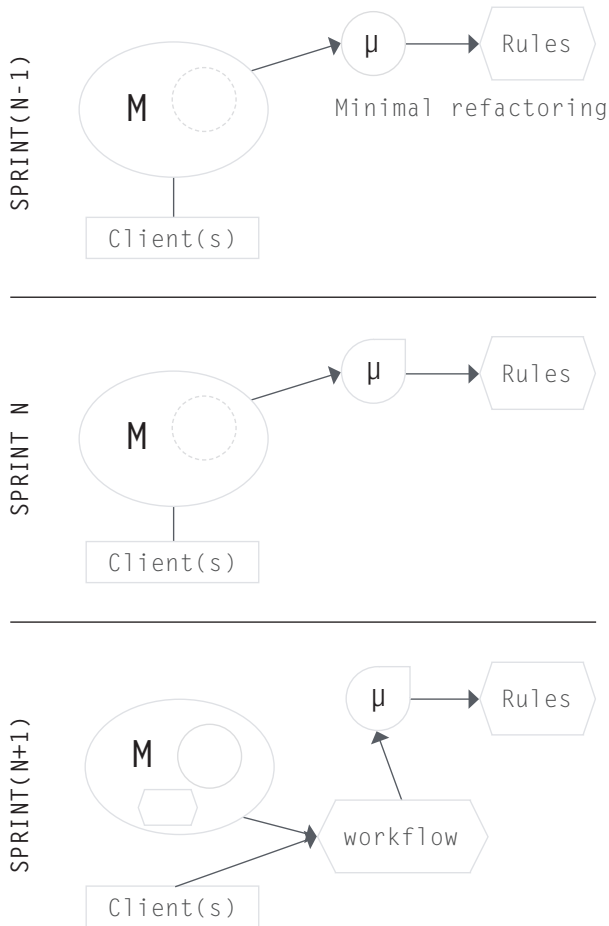 SPRINT(N-1)
M
µ
Rules
Minimal refactoring
Client(s)
SPRINT N
M
µ
Rules
Client(s)
SPRINT(N+1)
M
µ
Rules
workflow
Client(s)